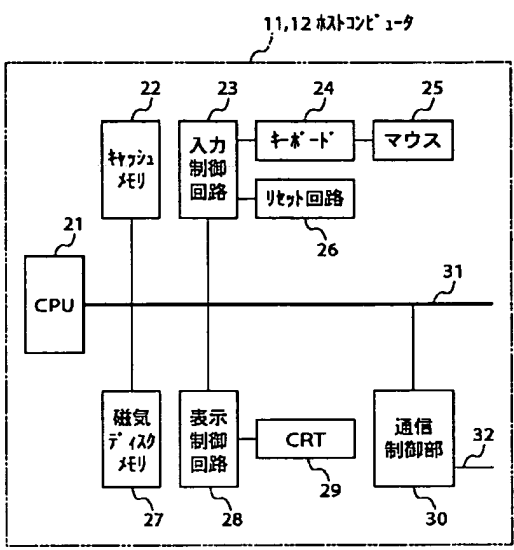 11,12 ホストコンピュータ
22
23
24
25
キャッシュ
メモリ
入力
制御
回路
キーボード
マウス
リセット回路
26
21
CPU
31
磁気
ディスク
メモリ
表示
制御
回路
CRT
29
通信
制御部
32
27
28
30